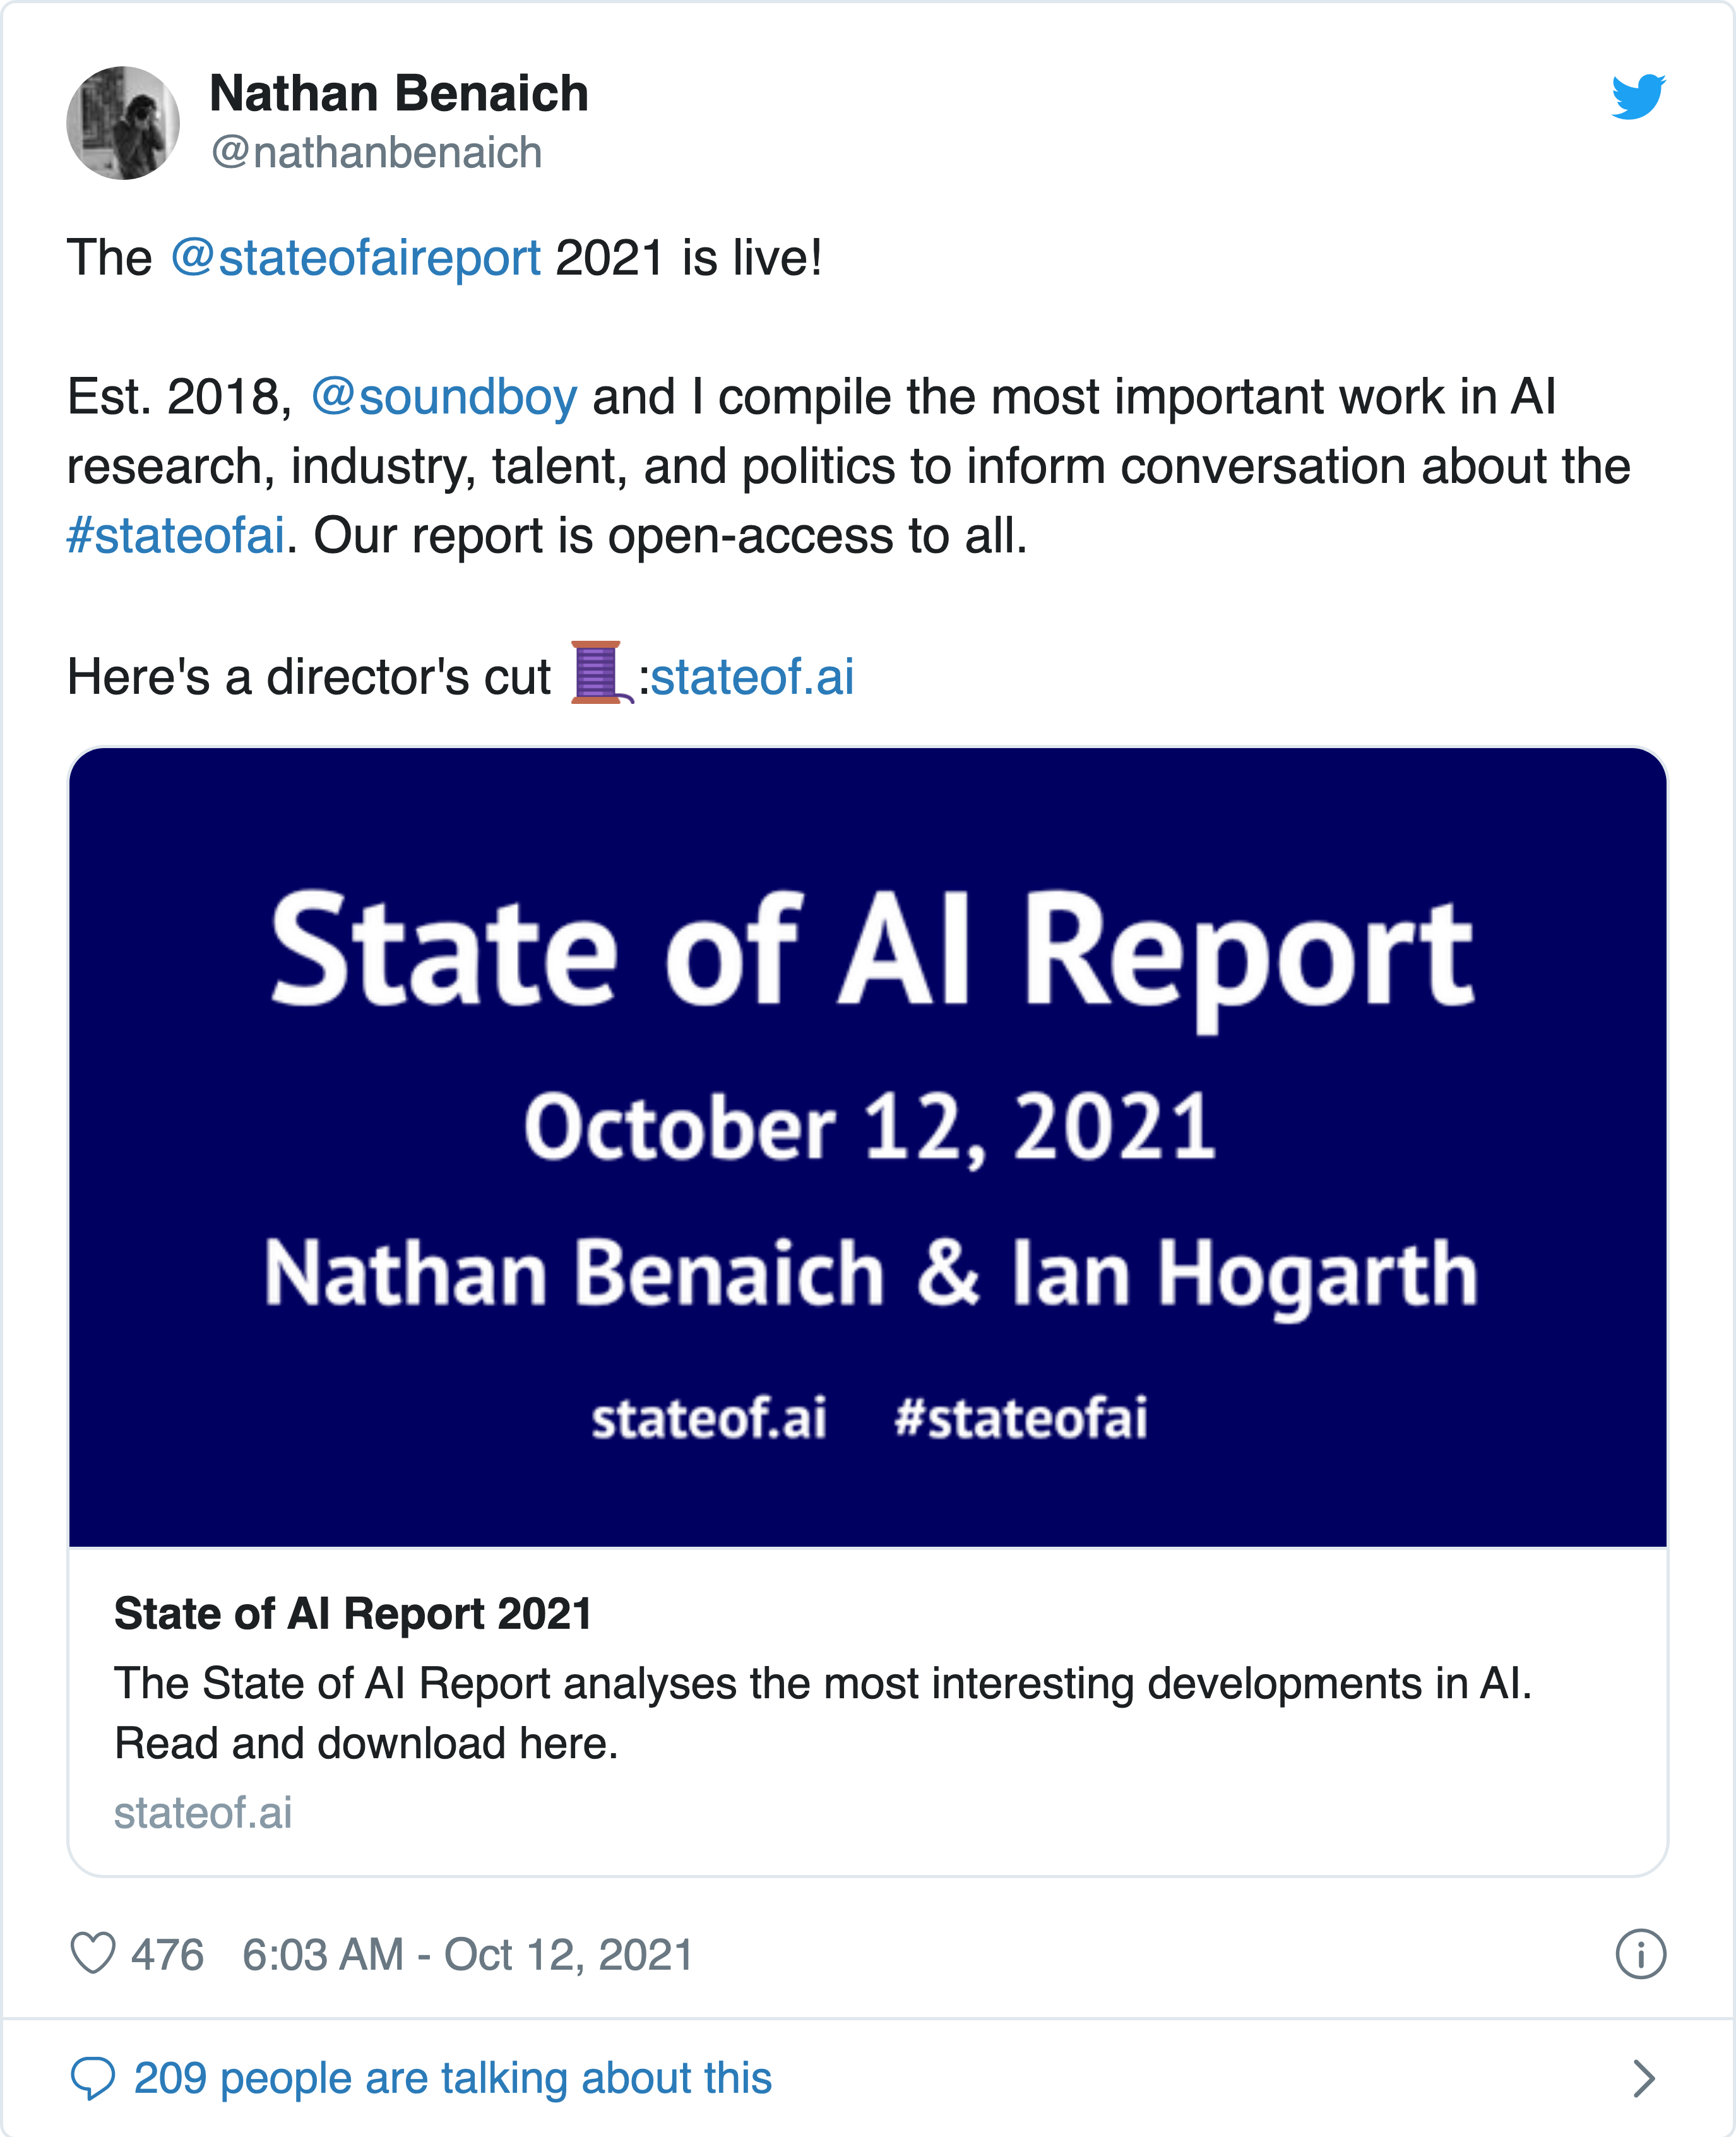 Nathan Benaich
@nathanbenaich
The @stateofaireport 2021 is live!
Est. 2018, @soundboy and I compile the most important work in AI
research, industry, talent, and politics to inform conversation about the
#stateofai. Our report is open-access to all.
Here's a director's cut 🧵:stateof.ai
State of AI Report
October 12, 2021
Nathan Benaich & Ian Hogarth
stateof.ai #stateofai
State of AI Report 2021
The State of AI Report analyses the most interesting developments in AI.
Read and download here.
stateof.ai
476 6:03 AM - Oct 12, 2021
209 people are talking about this